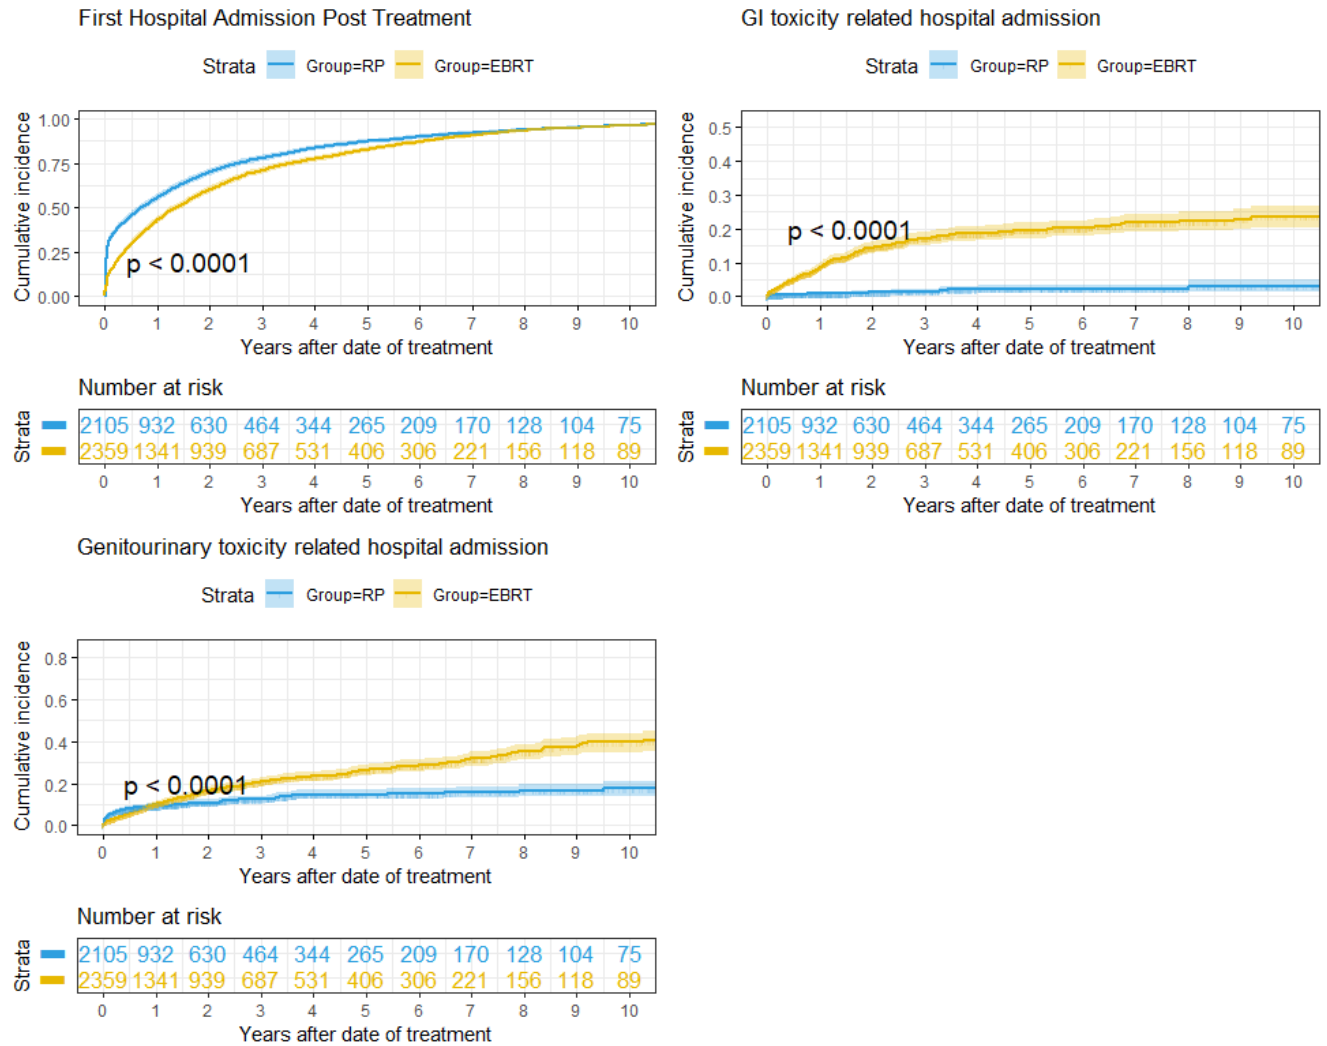 First Hospital Admission Post Treatment
Strata Group=RP Group=EBRT
Cumulative incidence
1.00
0.75
0.50
0.25
0.00
p < 0.0001
0 1 2 3 4 5 6 7 8 9 10
Years after date of treatment
Number at risk
Strata
2105 932 630 464 344 265 209 170 128 104 75
2359 1341 939 687 531 406 306 221 156 118 89
0 1 2 3 4 5 6 7 8 9 10
Years after date of treatment
GI toxicity related hospital admission
Strata Group=RP Group=EBRT
Cumulative incidence
0.5
0.4
0.3
0.2
0.1
0.0
p < 0.0001
0 1 2 3 4 5 6 7 8 9 10
Years after date of treatment
Number at risk
Strata
2105 932 630 464 344 265 209 170 128 104 75
2359 1341 939 687 531 406 306 221 156 118 89
0 1 2 3 4 5 6 7 8 9 10
Years after date of treatment
Genitourinary toxicity related hospital admission
Strata Group=RP Group=EBRT
Cumulative incidence
0.8
0.6
0.4
0.2
0.0
p < 0.0001
0 1 2 3 4 5 6 7 8 9 10
Years after date of treatment
Number at risk
Strata
2105 932 630 464 344 265 209 170 128 104 75
2359 1341 939 687 531 406 306 221 156 118 89
0 1 2 3 4 5 6 7 8 9 10
Years after date of treatment